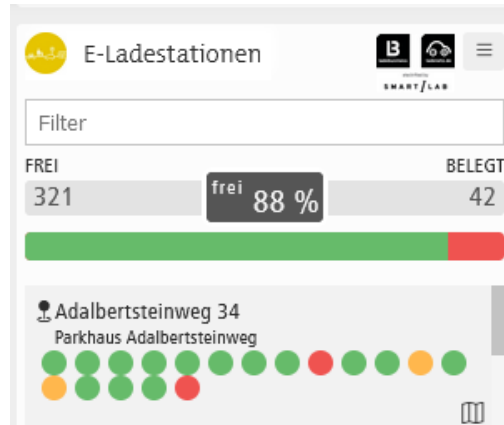 E-Ladestationen
SMART/LAB
Filter
FREI
BELEGT
321
frei 88 %
42
Adalbertsteinweg 34
Parkhaus Adalbertsteinweg